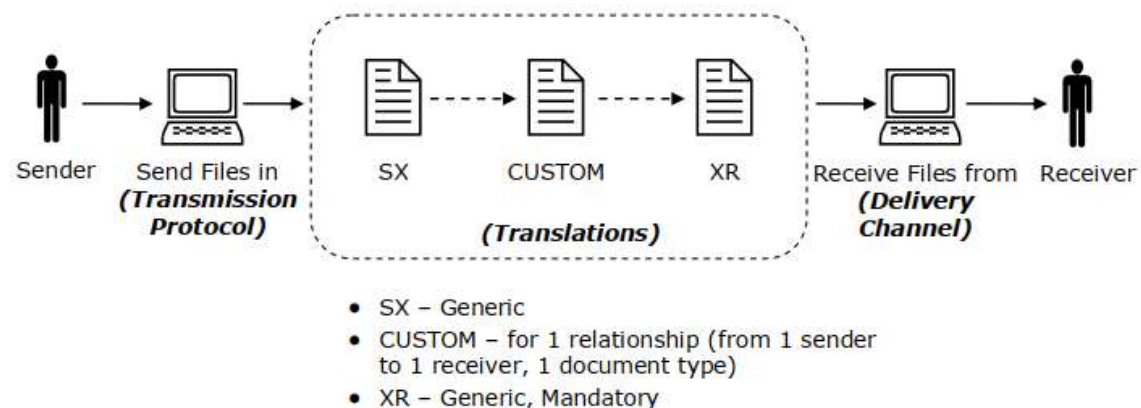 SX
CUSTOM
XR
Sender
Send Files in
(Transmission
Protocol)
(Translations)
Receive Files from
(Delivery
Channel)
Receiver
• SX – Generic
• CUSTOM – for 1 relationship (from 1 sender
to 1 receiver, 1 document type)
• XR – Generic, Mandatory